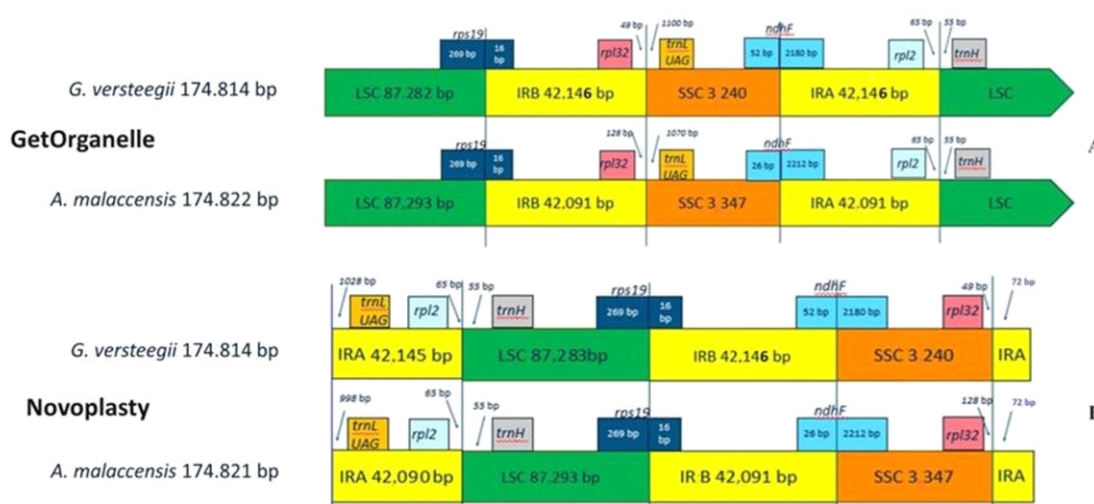 49 bp 1100 bp ndhF 65 bp 55 bp
rps19
269 bp 16 bp rpl32 trnL UAG 52 bp 2180 bp rpl2 trnH
G. versteegii 174.814 bp LSC 87.282 bp IRB 42,146 bp SSC 3 240 IRA 42,146 bp LSC
GetOrganelle
128 bp 1070 bp 65 bp 55 bp
rps19 ndhF
269 bp 16 bp rpl32 trnL UAG 26 bp 2212 bp rpl2 trnH
A. malaccensis 174.822 bp LSC 87,293 bp IRB 42.091 bp SSC 3 347 IRA 42.091 bp LSC
1028 bp 65 bp 55 bp rps19 ndhF 49 bp 72 bp
trnL UAG rpl2 trnH 269 bp 16 bp 52 bp 2180 bp rpl32
G. versteegii 174.814 bp IRA 42,145 bp LSC 87.283bp IRB 42,146 bp SSC 3 240 IRA
Novoplasty
998 bp 65 bp 55 bp rps19 ndhF 128 bp 72 bp
trnL UAG rpl2 trnH 269 bp 16 bp 26 bp 2212 bp rpl32
A. malaccensis 174.821 bp IRA 42,090 bp LSC 87.293 bp IRB 42,091 bp SSC 3.347 IRA